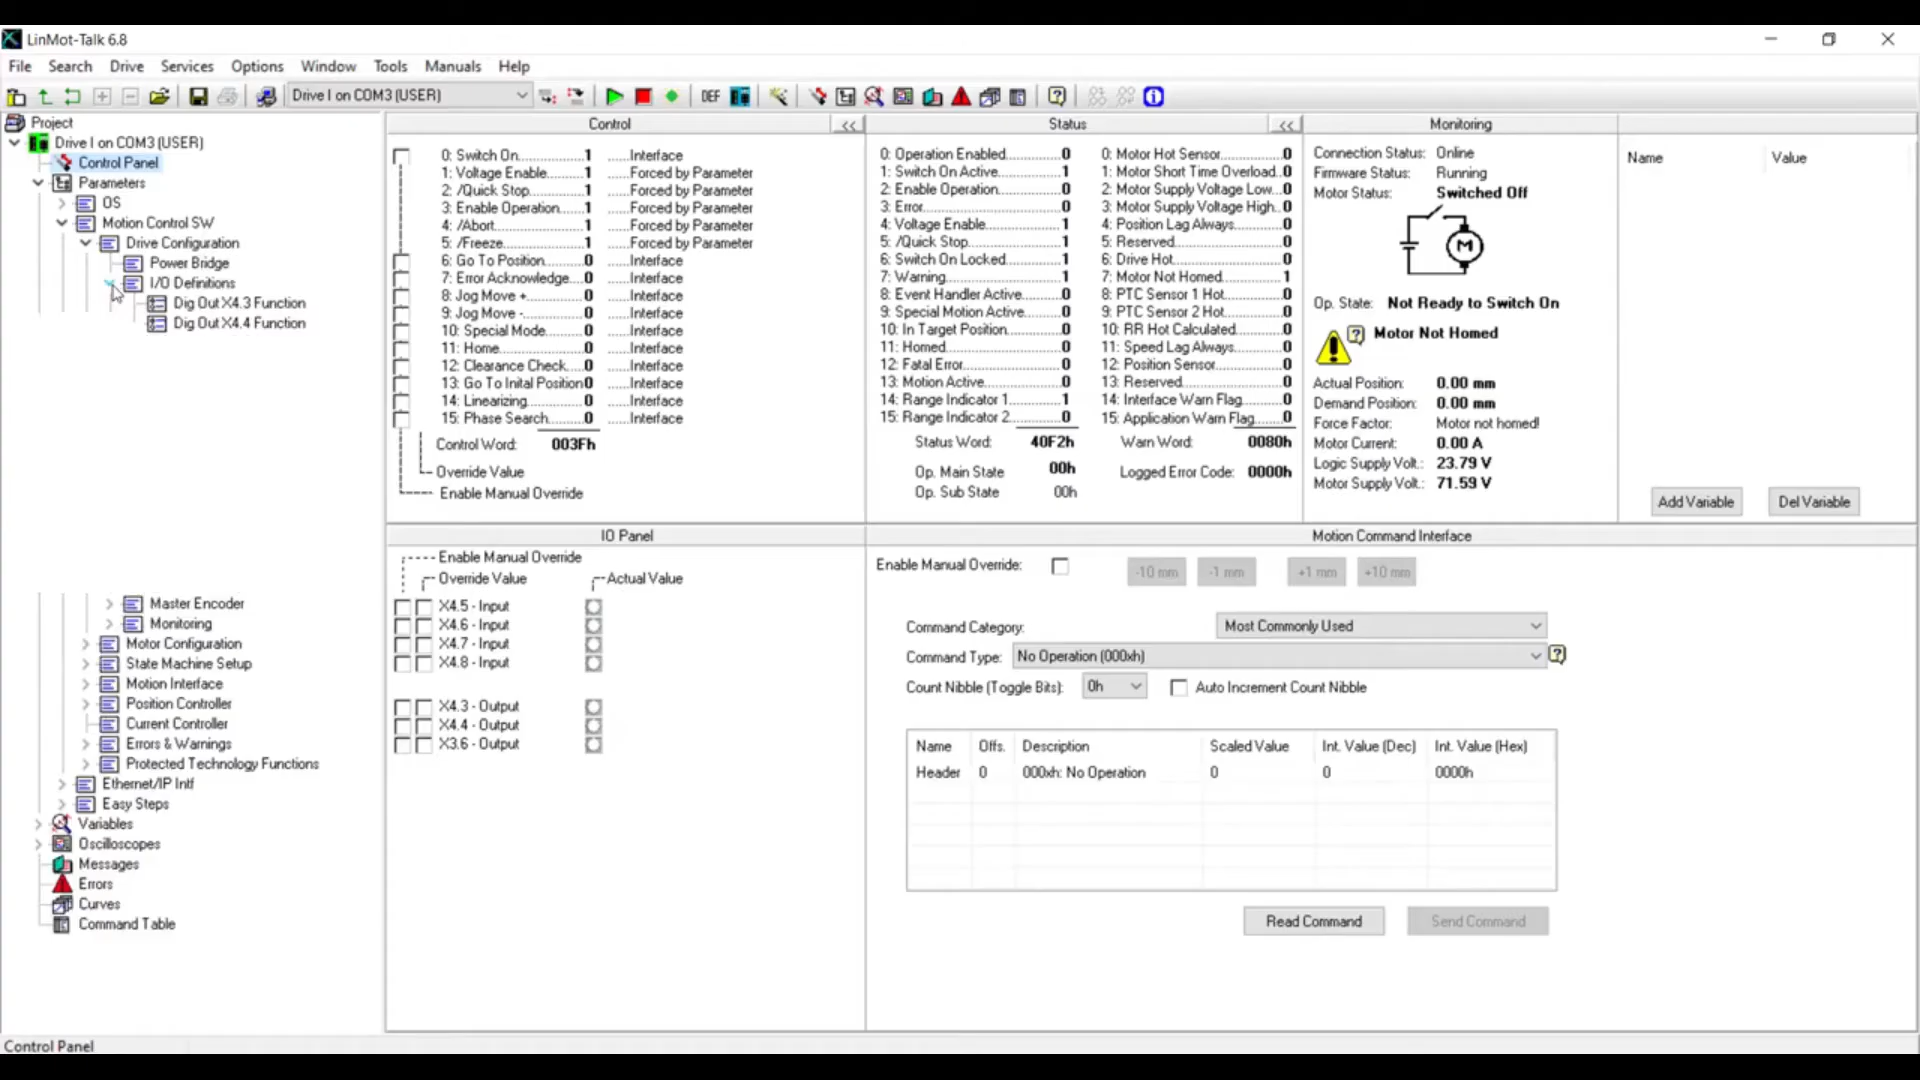 LinMot-Talk 6.8
File Search Drive Services Options Window Tools Manuals Help
Drive I on COM3 (USER)
DEF
Project
Drive I on COM3 (USER)
Control Panel
Parameters
OS
Motion Control SW
Drive Configuration
Power Bridge
I/O Definitions
Dig Out X4.3 Function
Dig Out X4.4 Function
Master Encoder
Monitoring
Motor Configuration
State Machine Setup
Motion Interface
Position Controller
Current Controller
Errors & Warnings
Protected Technology Functions
Ethernet/IP Intf
Easy Steps
Variables
Oscilloscopes
Messages
Errors
Curves
Command Table
Control <<
0: Switch On............1 ......Interface
1: Voltage Enable.......1 ......Forced by Parameter
2: /Quick Stop..........1 ......Forced by Parameter
3: Enable Operation.....1 ......Forced by Parameter
4: /Abort...............1 ......Forced by Parameter
5: /Freeze..............1 ......Forced by Parameter
6: Go To Position.......0 ......Interface
7: Error Acknowledge....0 ......Interface
8: Jog Move +...........0 ......Interface
9: Jog Move -...........0 ......Interface
10: Special Mode........0 ......Interface
11: Home................0 ......Interface
12: Clearance Check.....0 ......Interface
13: Go To Inital Position0 ......Interface
14: Linearizing.........0 ......Interface
15: Phase Search........0 ......Interface
Control Word: 003Fh
Override Value
Enable Manual Override
Status <<
0: Operation Enabled..........0
1: Switch On Active...........1
2: Enable Operation...........0
3: Error......................0
4: Voltage Enable.............1
5: /Quick Stop................1
6: Switch On Locked...........1
7: Warning....................1
8: Event Handler Active.......0
9: Special Motion Active......0
10: In Target Position........0
11: Homed.....................0
12: Fatal Error...............0
13: Motion Active.............0
14: Range Indicator 1.........1
15: Range Indicator 2.........0
Status Word: 40F2h
Op. Main State 00h
Op. Sub State 00h
0: Motor Hot Sensor...........0
1: Motor Short Time Overload..0
2: Motor Supply Voltage Low...0
3: Motor Supply Voltage High..0
4: Position Lag Always........0
5: Reserved...................0
6: Drive Hot..................0
7: Motor Not Homed............1
8: PTC Sensor 1 Hot...........0
9: PTC Sensor 2 Hot...........0
10: RR Hot Calculated.........0
11: Speed Lag Always..........0
12: Position Sensor...........0
13: Reserved..................0
14: Interface Warn Flag.......0
15: Application Warn Flag.....0
Warn Word: 0080h
Logged Error Code: 0000h
Monitoring
Connection Status: Online
Firmware Status: Running
Motor Status: Switched Off
M
Op. State: Not Ready to Switch On
Motor Not Homed
Actual Position: 0.00 mm
Demand Position: 0.00 mm
Force Factor: Motor not homed!
Motor Current: 0.00 A
Logic Supply Volt.: 23.79 V
Motor Supply Volt.: 71.59 V
Name Value
Add Variable Del Variable
IO Panel
Enable Manual Override
Override Value Actual Value
X4.5 - Input
X4.6 - Input
X4.7 - Input
X4.8 - Input
X4.3 - Output
X4.4 - Output
X3.6 - Output
Motion Command Interface
Enable Manual Override: -10 mm -1 mm +1 mm +10 mm
Command Category: Most Commonly Used
Command Type: No Operation (000xh)
Count Nibble (Toggle Bits): 0h Auto Increment Count Nibble
Name Offs. Description Scaled Value Int. Value (Dec) Int. Value (Hex)
Header 0 000xh: No Operation 0 0 0000h
Read Command Send Command
Control Panel